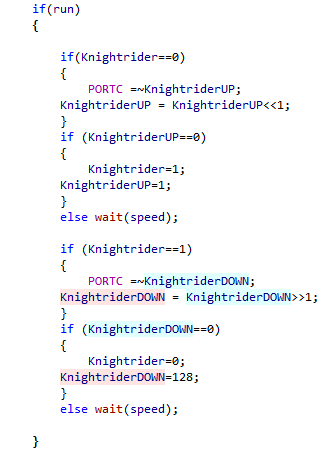 if(run)
{
if(Knightrider==0)
{
PORTC =~KnightriderUP;
KnightriderUP = KnightriderUP<<1;
}
if (KnightriderUP==0)
{
Knightrider=1;
KnightriderUP=1;
}
else wait(speed);
if (Knightrider==1)
{
PORTC =~KnightriderDOWN;
KnightriderDOWN = KnightriderDOWN>>1;
}
if (KnightriderDOWN==0)
{
Knightrider=0;
KnightriderDOWN=128;
}
else wait(speed);
}